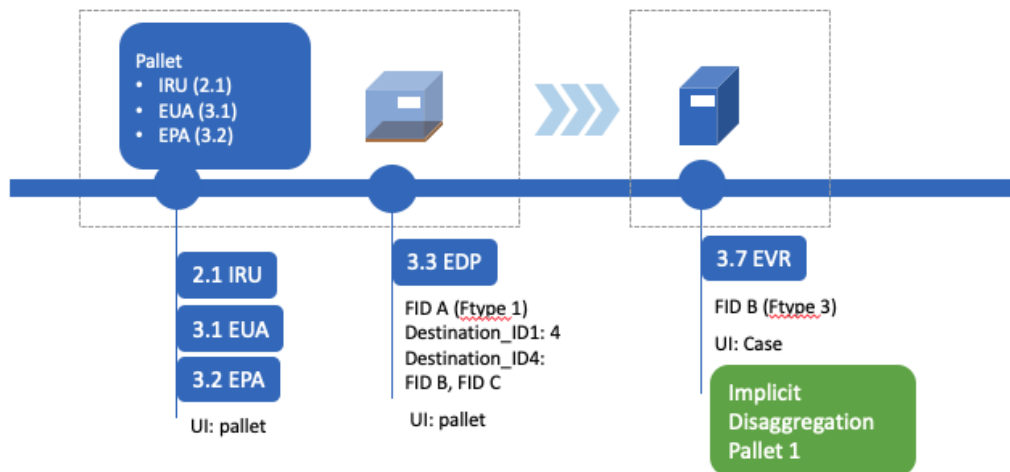 Pallet
• IRU (2.1)
• EUA (3.1)
• EPA (3.2)
2.1 IRU
3.1 EUA
3.2 EPA
UI: pallet
3.3 EDP
FID A (Ftype 1)
Destination_ID1: 4
Destination_ID4:
FID B, FID C
UI: pallet
3.7 EVR
FID B (Ftype 3)
UI: Case
Implicit
Disaggregation
Pallet 1